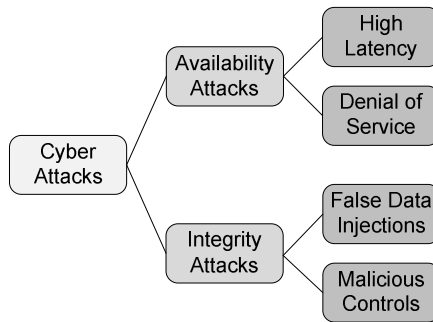 Cyber
Attacks
Availability
Attacks
High
Latency
Denial of
Service
Integrity
Attacks
False Data
Injections
Malicious
Controls